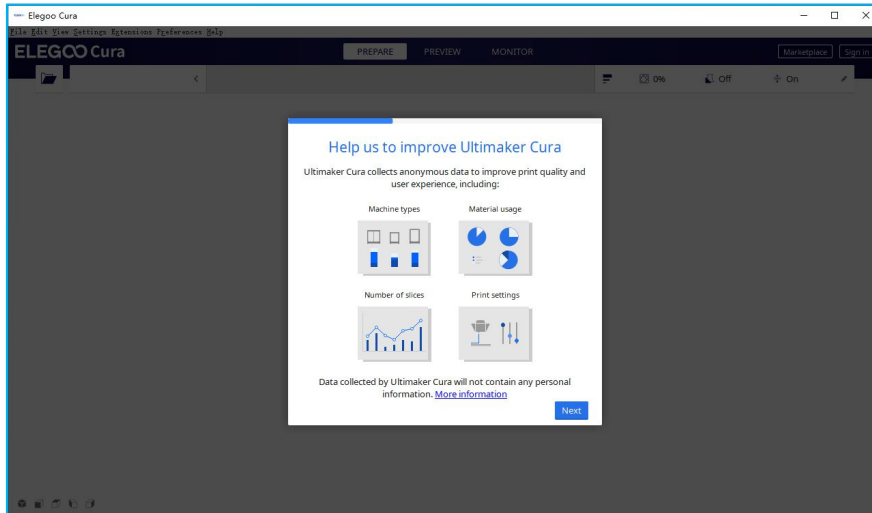 Elegoo Cura
File Edit View Settings Extensions Preferences Help
ELEGOO Cura
PREPARE PREVIEW MONITOR
Marketplace Sign in
0% Off On
Help us to improve Ultimaker Cura
Ultimaker Cura collects anonymous data to improve print quality and
user experience, including:
Machine types Material usage
Number of slices Print settings
Data collected by Ultimaker Cura will not contain any personal
information. More information
Next